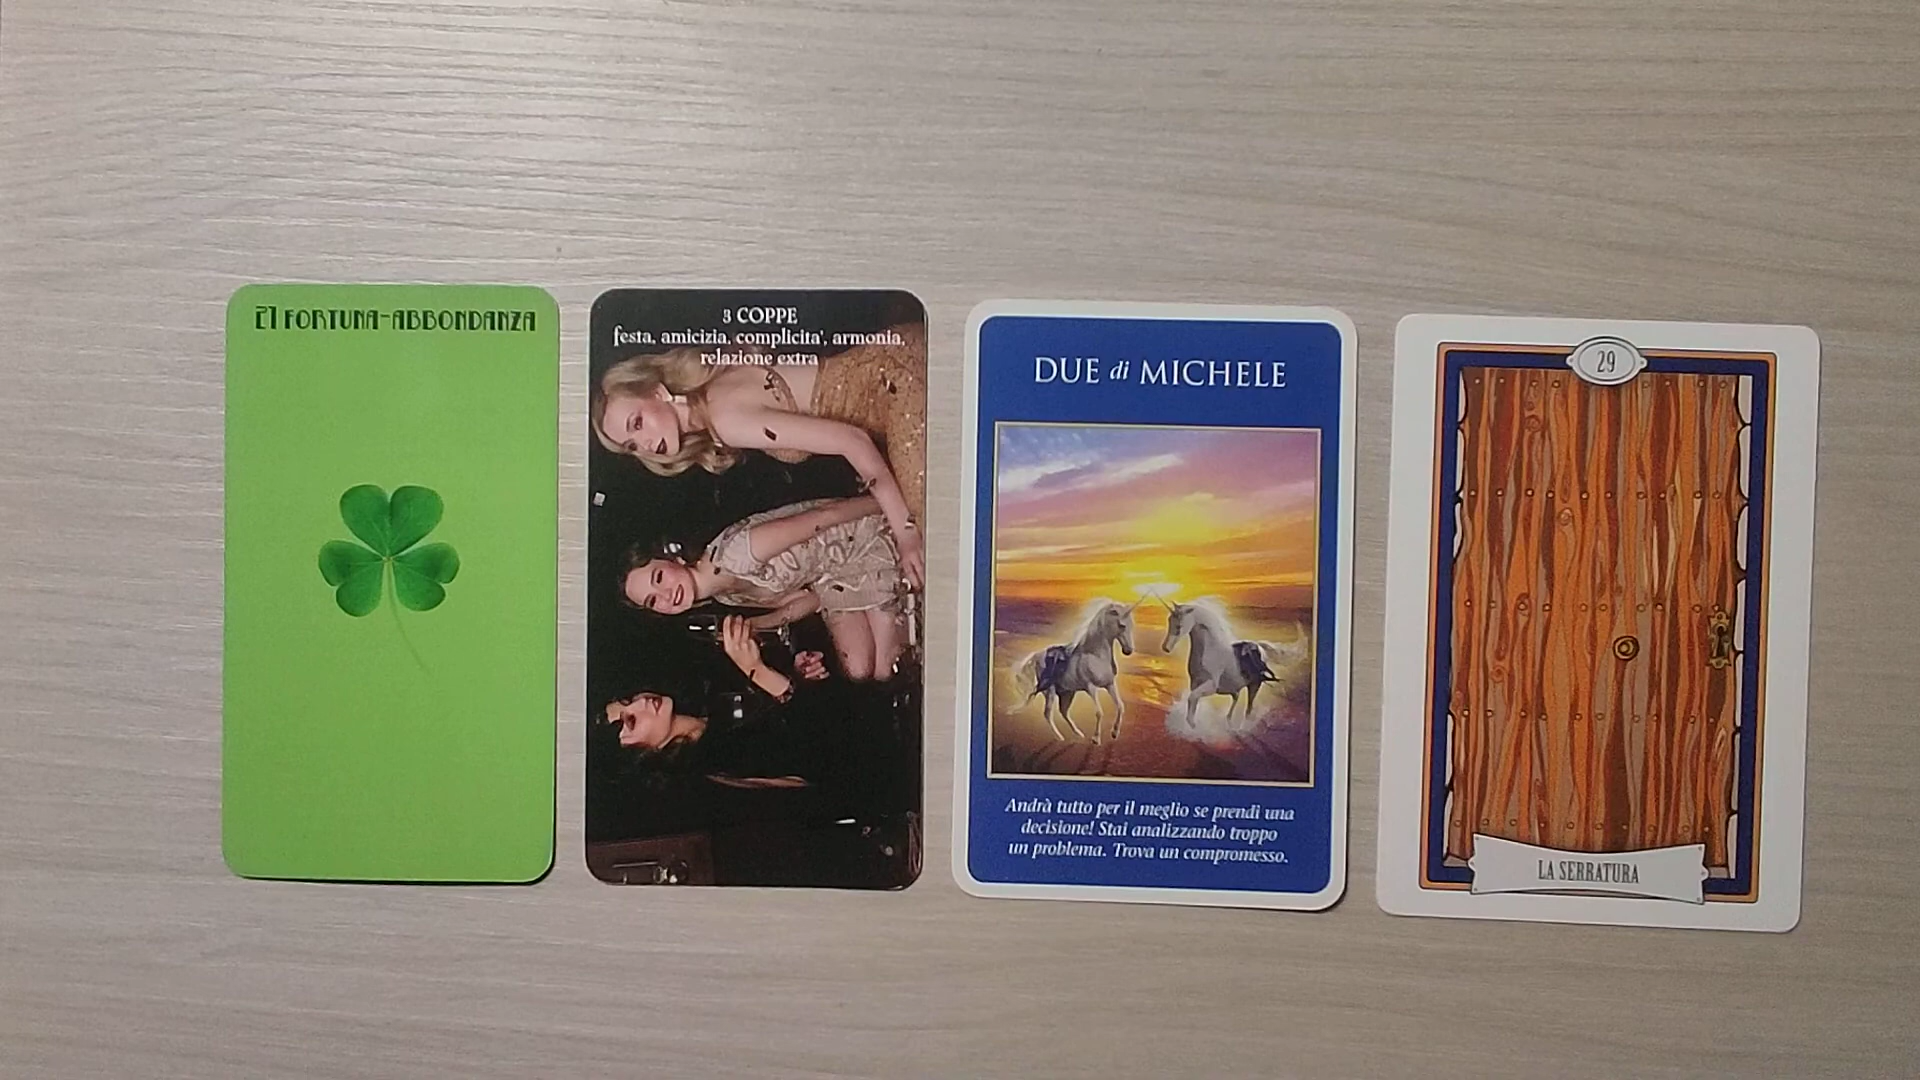 21 FORTUNA-ABBONDANZA
3 COPPE
festa, amicizia, complicita', armonia,
relazione extra
DUE di MICHELE
Andrà tutto per il meglio se prendi una
decisione! Stai analizzando troppo
un problema. Trova un compromesso.
29
LA SERRATURA